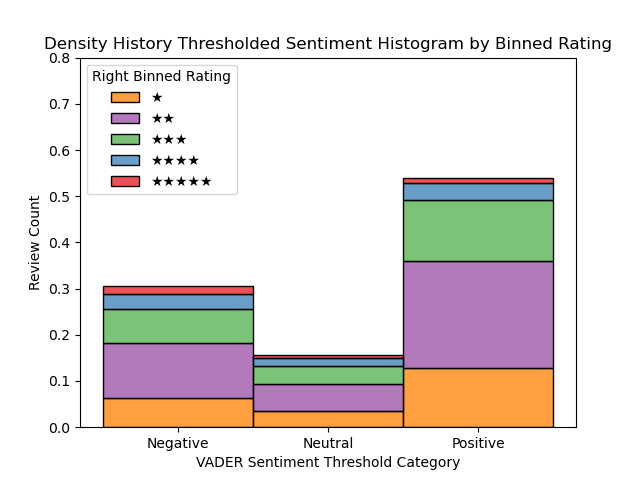 Density History Thresholded Sentiment Histogram by Binned Rating
Right Binned Rating
★
★★
★★★
★★★★
★★★★★
Review Count
0.8
0.7
0.6
0.5
0.4
0.3
0.2
0.1
0.0
Negative Neutral Positive
VADER Sentiment Threshold Category